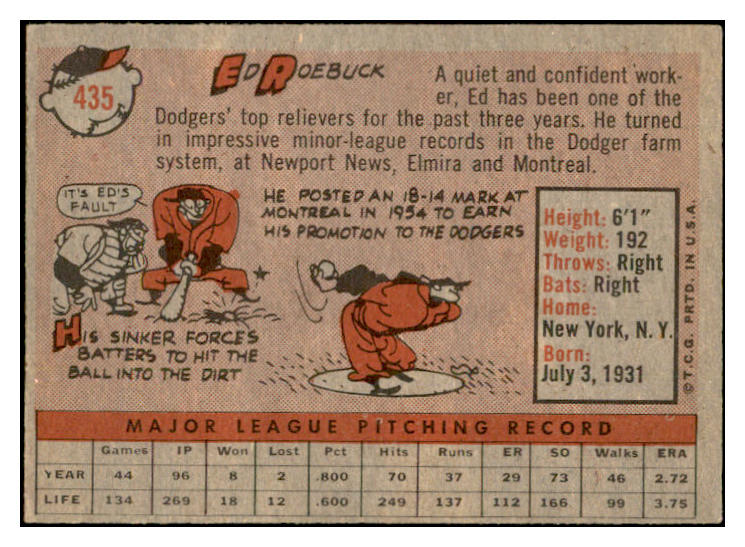 435
ED ROEBUCK
A quiet and confident work-
er, Ed has been one of the
Dodgers' top relievers for the past three years. He turned
in impressive minor-league records in the Dodger farm
system, at Newport News, Elmira and Montreal.
IT'S ED'S
FAULT
HE POSTED AN 18-14 MARK AT
MONTREAL IN 1954 TO EARN
HIS PROMOTION TO THE DODGERS
HIS SINKER FORCES
BATTERS TO HIT THE
BALL INTO THE DIRT
Height: 6'1"
Weight: 192
Throws: Right
Bats: Right
Home:
New York, N. Y.
Born:
July 3, 1931
© T.C.G. PRTD. IN U.S.A.
MAJOR LEAGUE PITCHING RECORD
Games IP Won Lost Pct Hits Runs ER SO Walks ERA
YEAR 44 96 8 2 .800 70 37 29 73 46 2.72
LIFE 134 269 18 12 .600 249 137 112 166 99 3.75